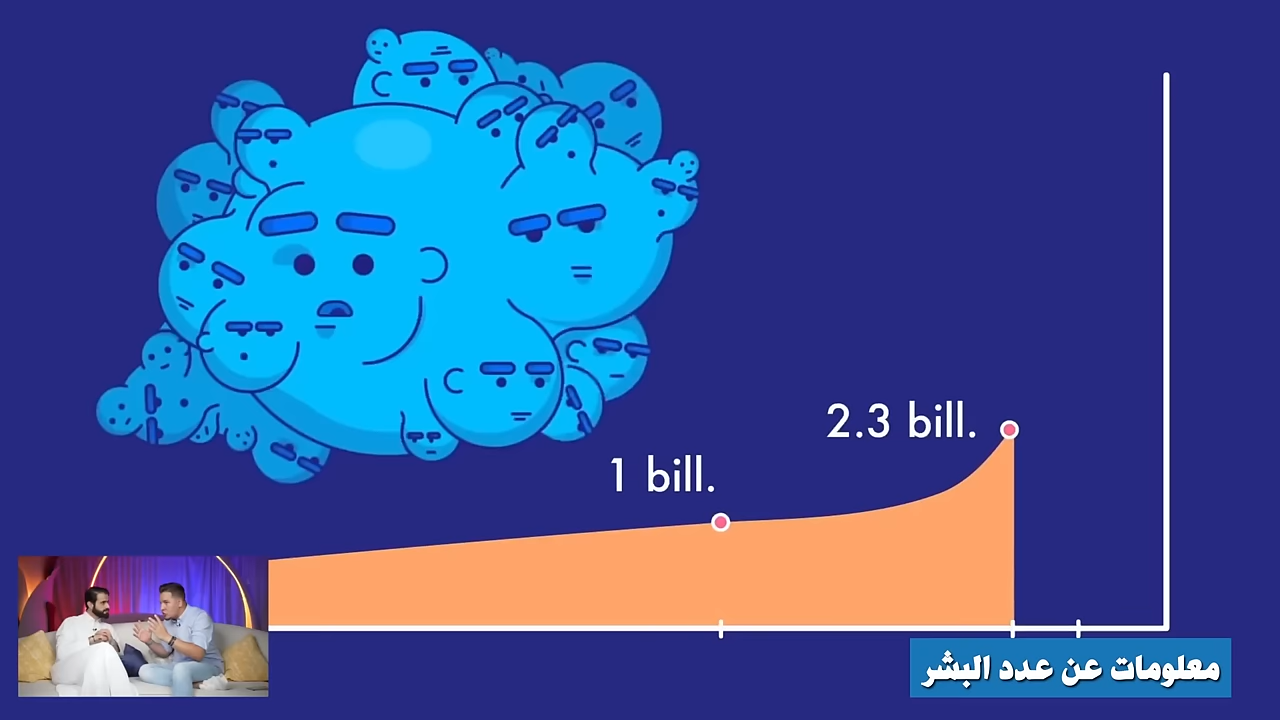 2.3 bill.
1 bill.
معلومات عن عدد البشر